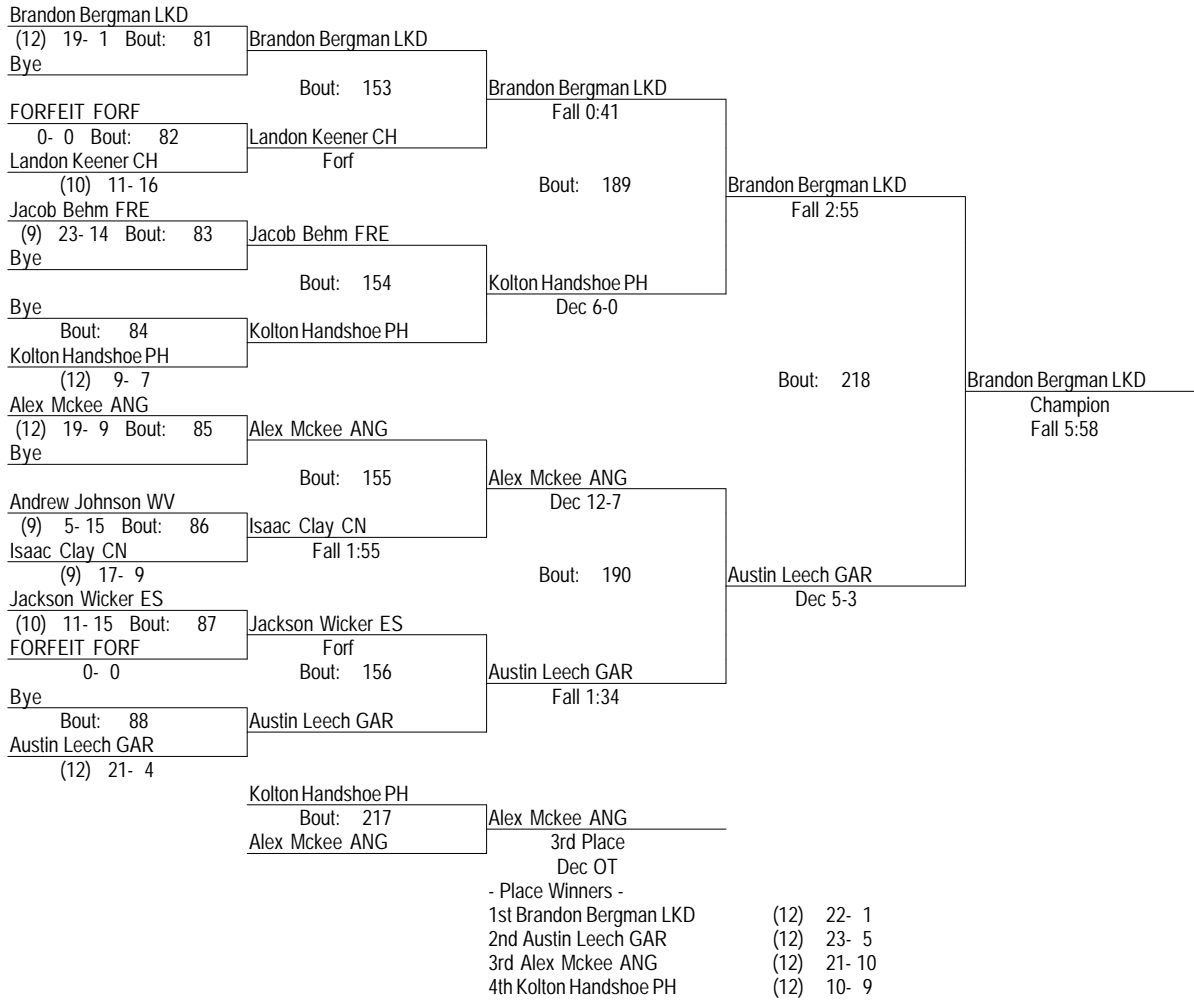 Brandon Bergman LKD
(12) 19- 1 Bout: 81
Bye
FORFEIT FORF
0- 0 Bout: 82
Landon Keener CH
(10) 11- 16
Jacob Behm FRE
(9) 23- 14 Bout: 83
Bye
Bye
Bout: 84
Kolton Handshoe PH
(12) 9- 7
Alex Mckee ANG
(12) 19- 9 Bout: 85
Bye
Andrew Johnson WV
(9) 5- 15 Bout: 86
Isaac Clay CN
(9) 17- 9
Jackson Wicker ES
(10) 11- 15 Bout: 87
FORFEIT FORF
0- 0
Bye
Bout: 88
Austin Leech GAR
(12) 21- 4
Brandon Bergman LKD
Bout: 153
Landon Keener CH
Forf
Jacob Behm FRE
Bout: 154
Kolton Handshoe PH
Alex Mckee ANG
Bout: 155
Isaac Clay CN
Fall 1:55
Jackson Wicker ES
Forf
Bout: 156
Austin Leech GAR
Brandon Bergman LKD
Fall 0:41
Bout: 189
Kolton Handshoe PH
Dec 6-0
Alex Mckee ANG
Dec 12-7
Bout: 190
Austin Leech GAR
Fall 1:34
Brandon Bergman LKD
Fall 2:55
Bout: 218
Austin Leech GAR
Dec 5-3
Brandon Bergman LKD
Champion
Fall 5:58
Kolton Handshoe PH
Bout: 217
Alex Mckee ANG
Alex Mckee ANG
3rd Place
Dec OT
- Place Winners -
1st Brandon Bergman LKD (12) 22- 1
2nd Austin Leech GAR (12) 23- 5
3rd Alex Mckee ANG (12) 21- 10
4th Kolton Handshoe PH (12) 10- 9